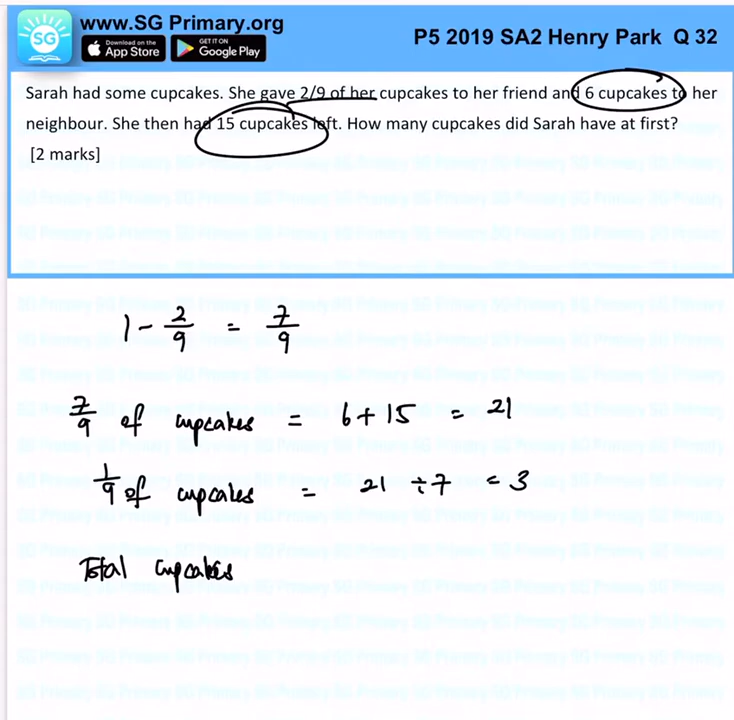 www.SG Primary.org
SG
Download on the App Store
GET IT ON Google Play
P5 2019 SA2 Henry Park Q 32
Sarah had some cupcakes. She gave 2/9 of her cupcakes to her friend and 6 cupcakes to her
neighbour. She then had 15 cupcakes left. How many cupcakes did Sarah have at first?
[2 marks]
1 - 2/9 = 7/9
7/9 of cupcakes = 6 + 15 = 21
1/9 of cupcakes = 21 ÷ 7 = 3
Total cupcakes